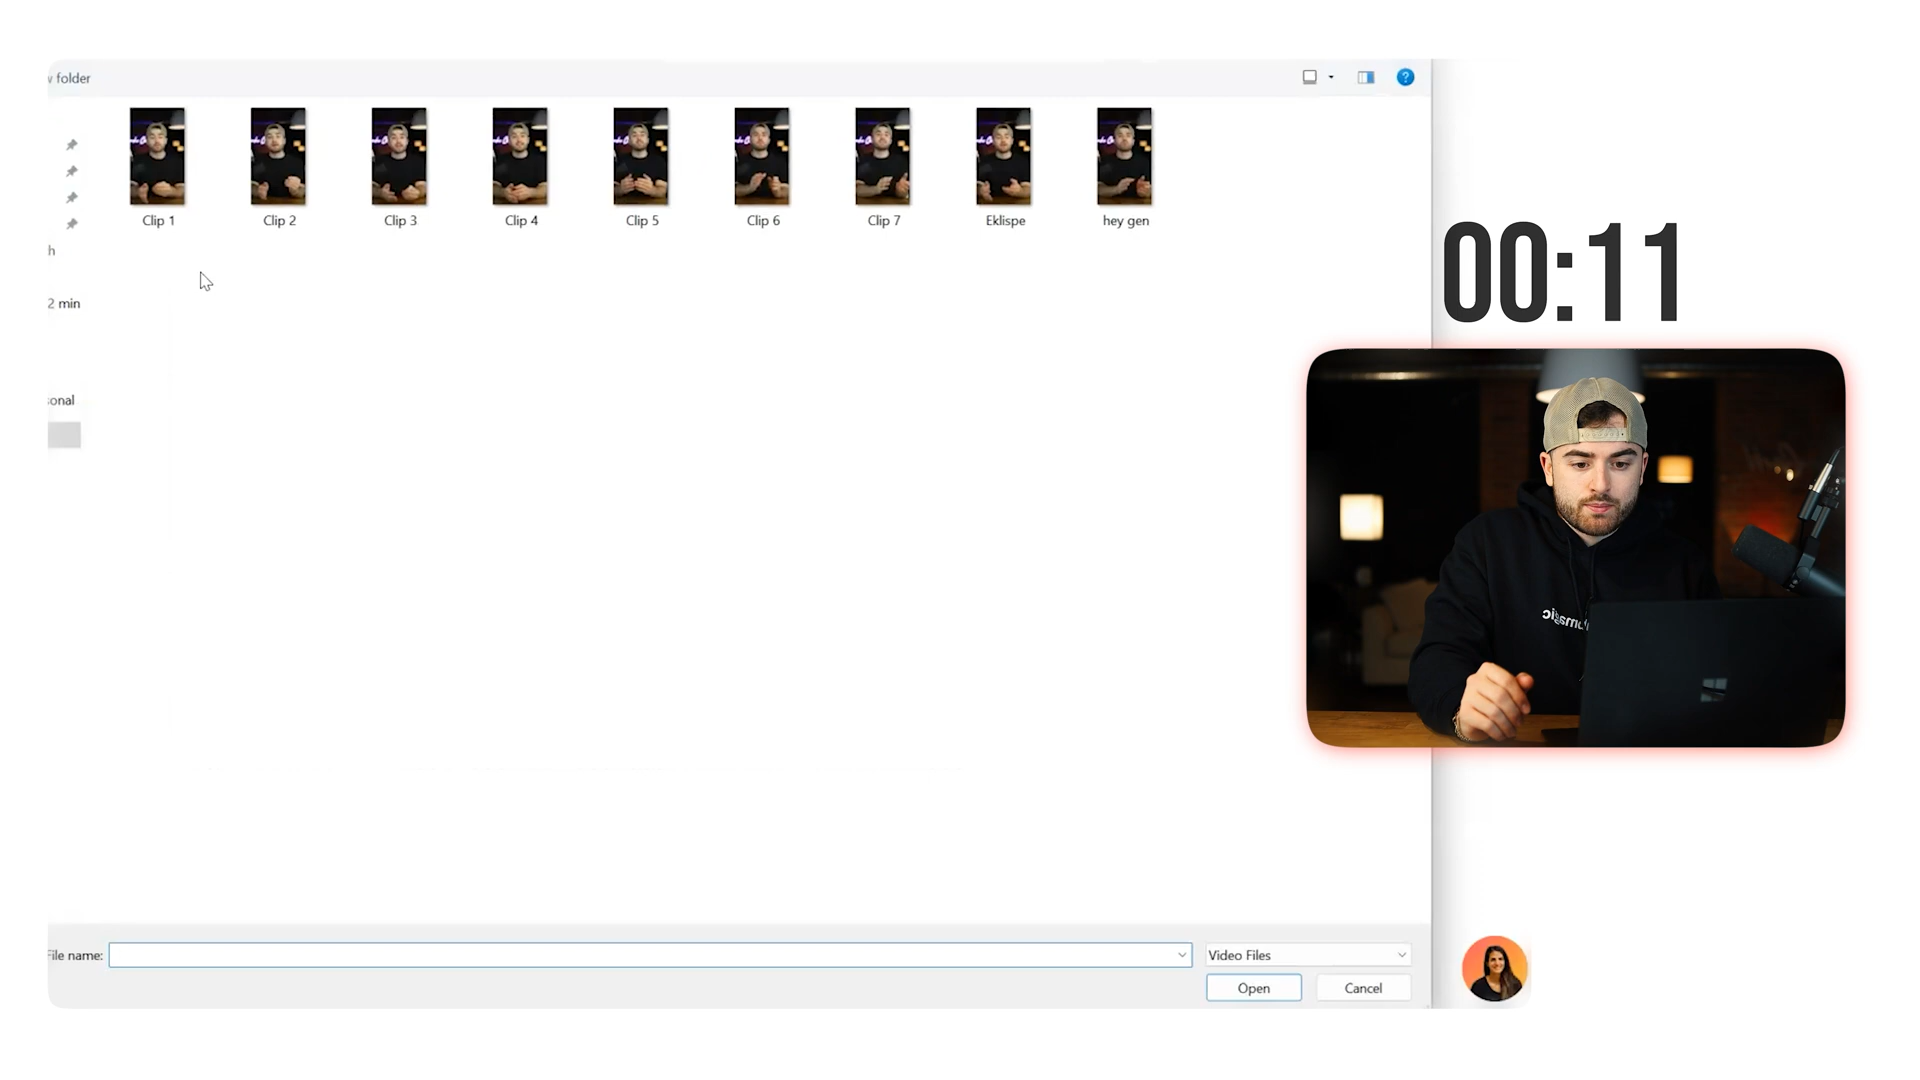 folder
Clip 1
Clip 2
Clip 3
Clip 4
Clip 5
Clip 6
Clip 7
Eklispe
hey gen
h
2 min
sonal
00:11
File name:
Video Files
Open
Cancel